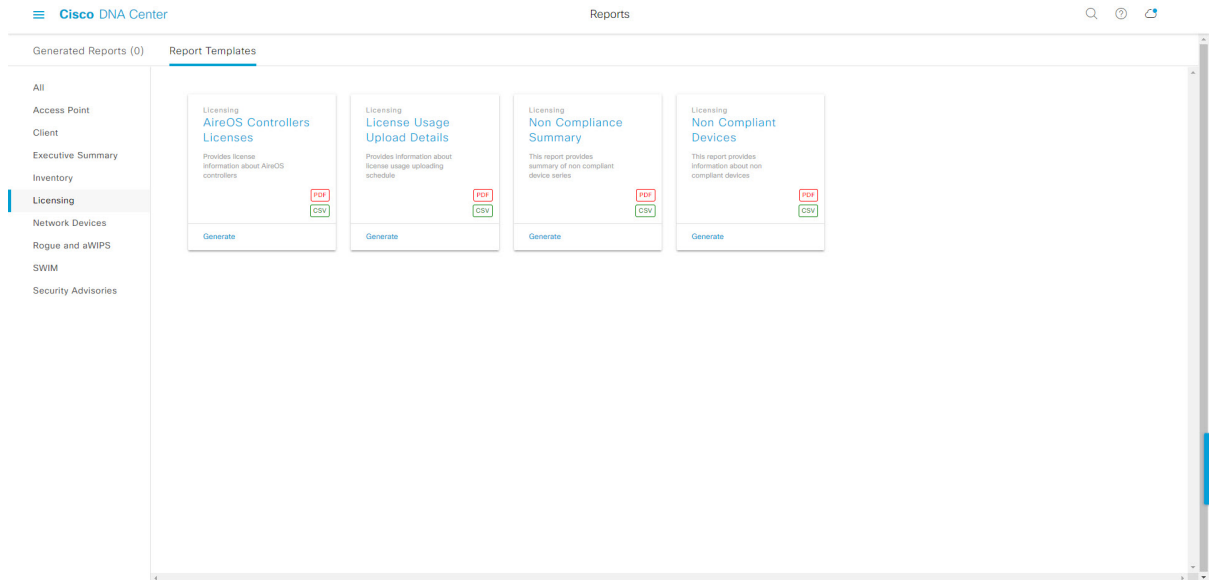 Cisco DNA Center
Reports
Generated Reports (0)
Report Templates
All
Access Point
Client
Executive Summary
Inventory
Licensing
Network Devices
Rogue and aWIPS
SWIM
Security Advisories
Licensing
AireOS Controllers
Licenses
Provides license
information about AireOS
controllers
PDF
CSV
Generate
Licensing
License Usage
Upload Details
Provides information about
license usage uploading
schedule
PDF
CSV
Generate
Licensing
Non Compliance
Summary
This report provides
summary of non compliant
device series
PDF
CSV
Generate
Licensing
Non Compliant
Devices
This report provides
information about non
compliant devices
PDF
CSV
Generate